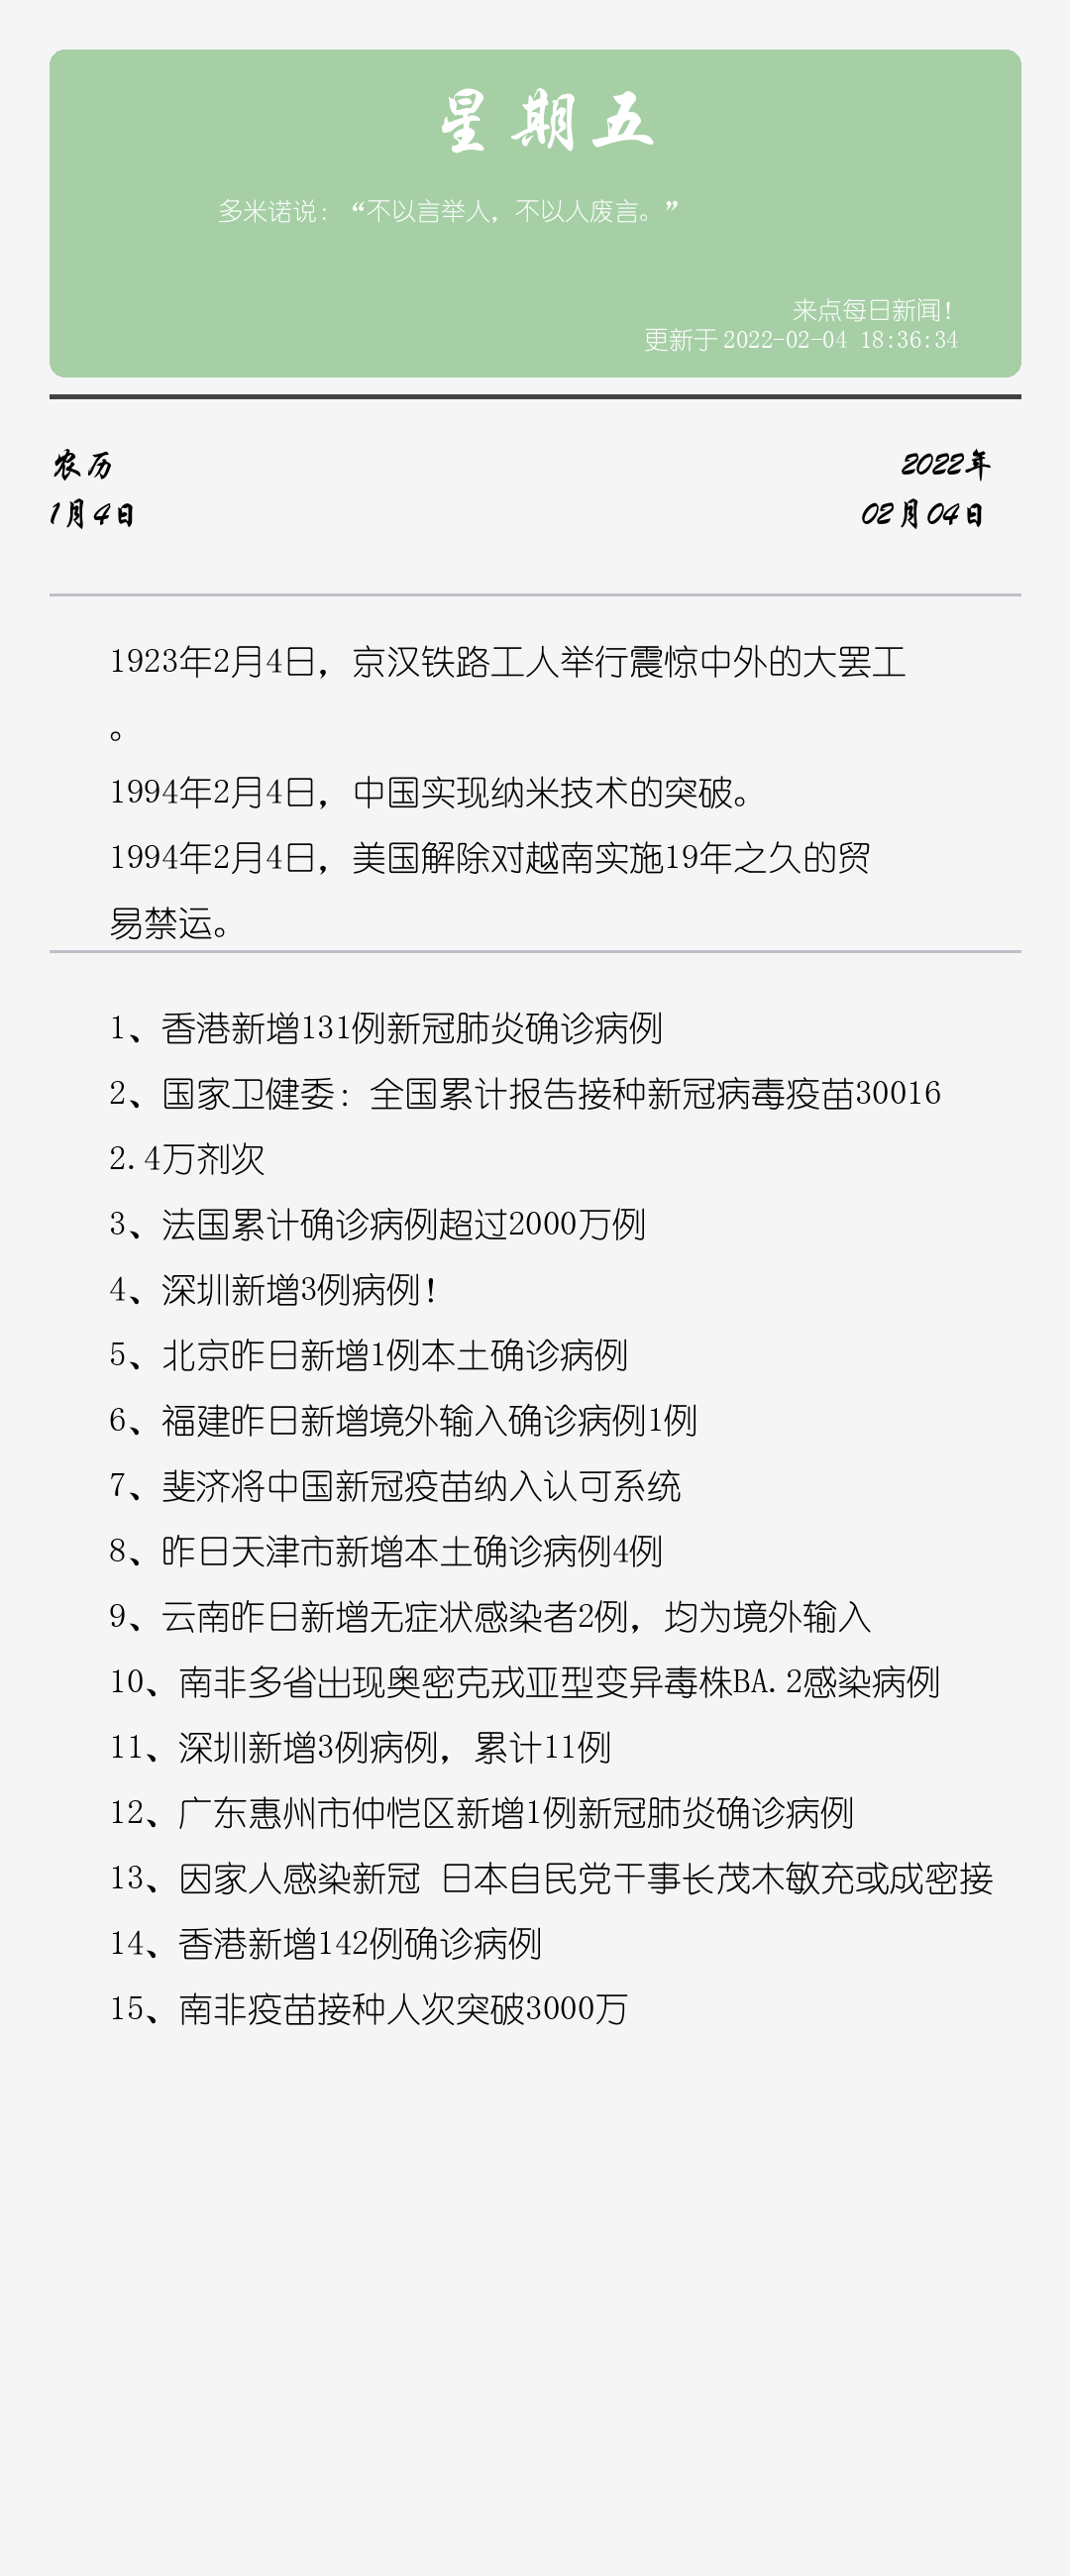 星期五
多米诺说：“不以言举人，不以人废言。”
来点每日新闻！
更新于 2022-02-04 18:36:34
农历
2022年
1月4日
02月04日
1923年2月4日，京汉铁路工人举行震惊中外的大罢工
。
1994年2月4日，中国实现纳米技术的突破。
1994年2月4日，美国解除对越南实施19年之久的贸
易禁运。
1、香港新增131例新冠肺炎确诊病例
2、国家卫健委：全国累计报告接种新冠病毒疫苗30016
2.4万剂次
3、法国累计确诊病例超过2000万例
4、深圳新增3例病例！
5、北京昨日新增1例本土确诊病例
6、福建昨日新增境外输入确诊病例1例
7、斐济将中国新冠疫苗纳入认可系统
8、昨日天津市新增本土确诊病例4例
9、云南昨日新增无症状感染者2例，均为境外输入
10、南非多省出现奥密克戎亚型变异毒株BA.2感染病例
11、深圳新增3例病例，累计11例
12、广东惠州市仲恺区新增1例新冠肺炎确诊病例
13、因家人感染新冠 日本自民党干事长茂木敏充或成密接
14、香港新增142例确诊病例
15、南非疫苗接种人次突破3000万